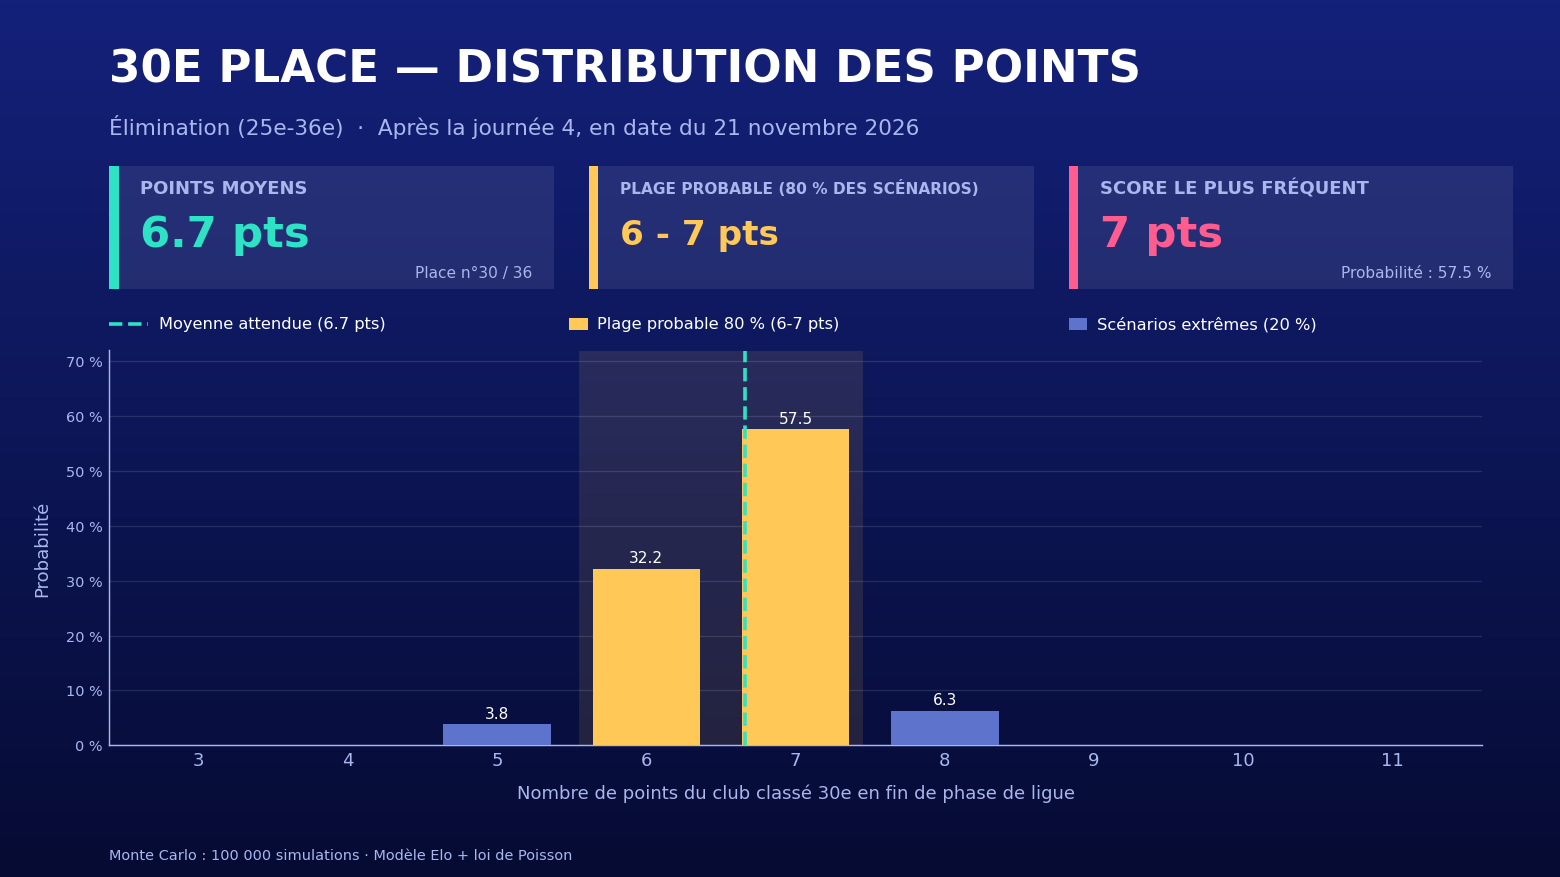 30E PLACE — DISTRIBUTION DES POINTS
Élimination (25e-36e)  ·  Après la journée 4, en date du 21 novembre 2026
POINTS MOYENS
6.7 pts
Place n°30 / 36
PLAGE PROBABLE (80 % DES SCÉNARIOS)
6 - 7 pts
SCORE LE PLUS FRÉQUENT
7 pts
Probabilité : 57.5 %
Moyenne attendue (6.7 pts)
Plage probable 80 % (6-7 pts)
Scénarios extrêmes (20 %)
Probabilité
70 %
60 %
50 %
40 %
30 %
20 %
10 %
0 %
3.8
32.2
57.5
6.3
3 4 5 6 7 8 9 10 11
Nombre de points du club classé 30e en fin de phase de ligue
Monte Carlo : 100 000 simulations · Modèle Elo + loi de Poisson